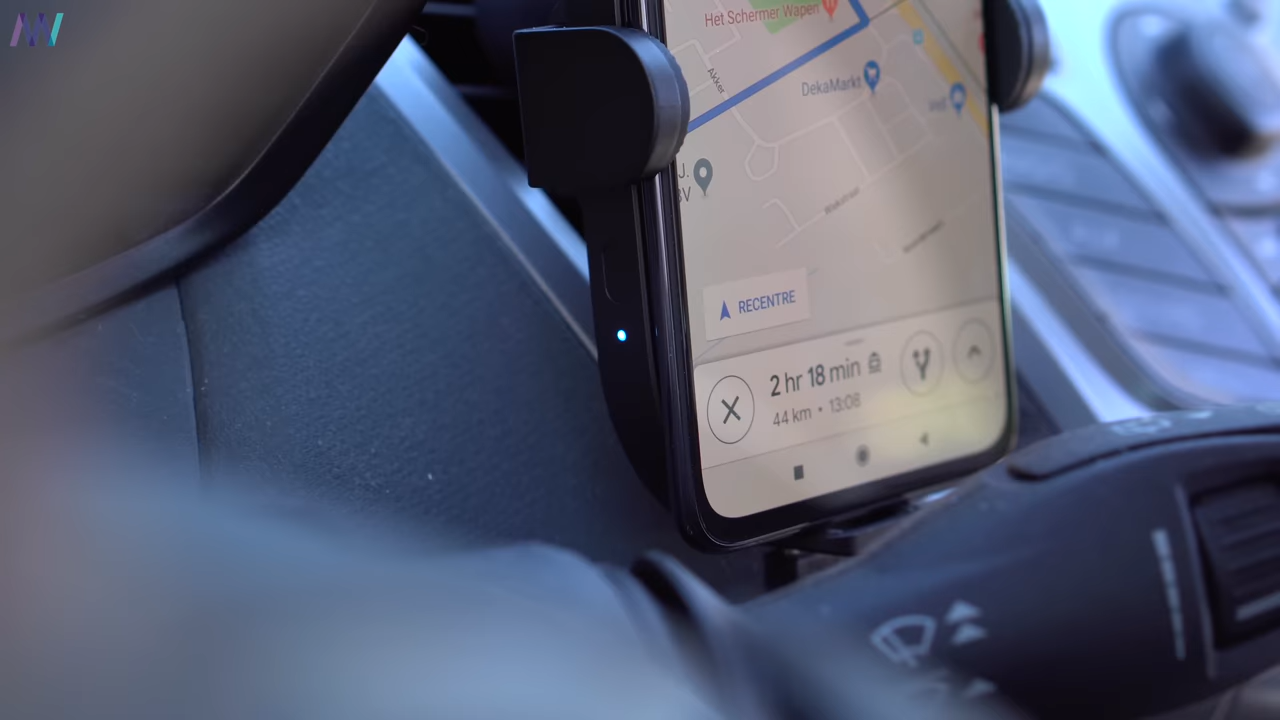 Het Schermer Wapen
Akker
DekaMarkt
J.
RECENTRE
2 hr 18 min
44 km • 13:08